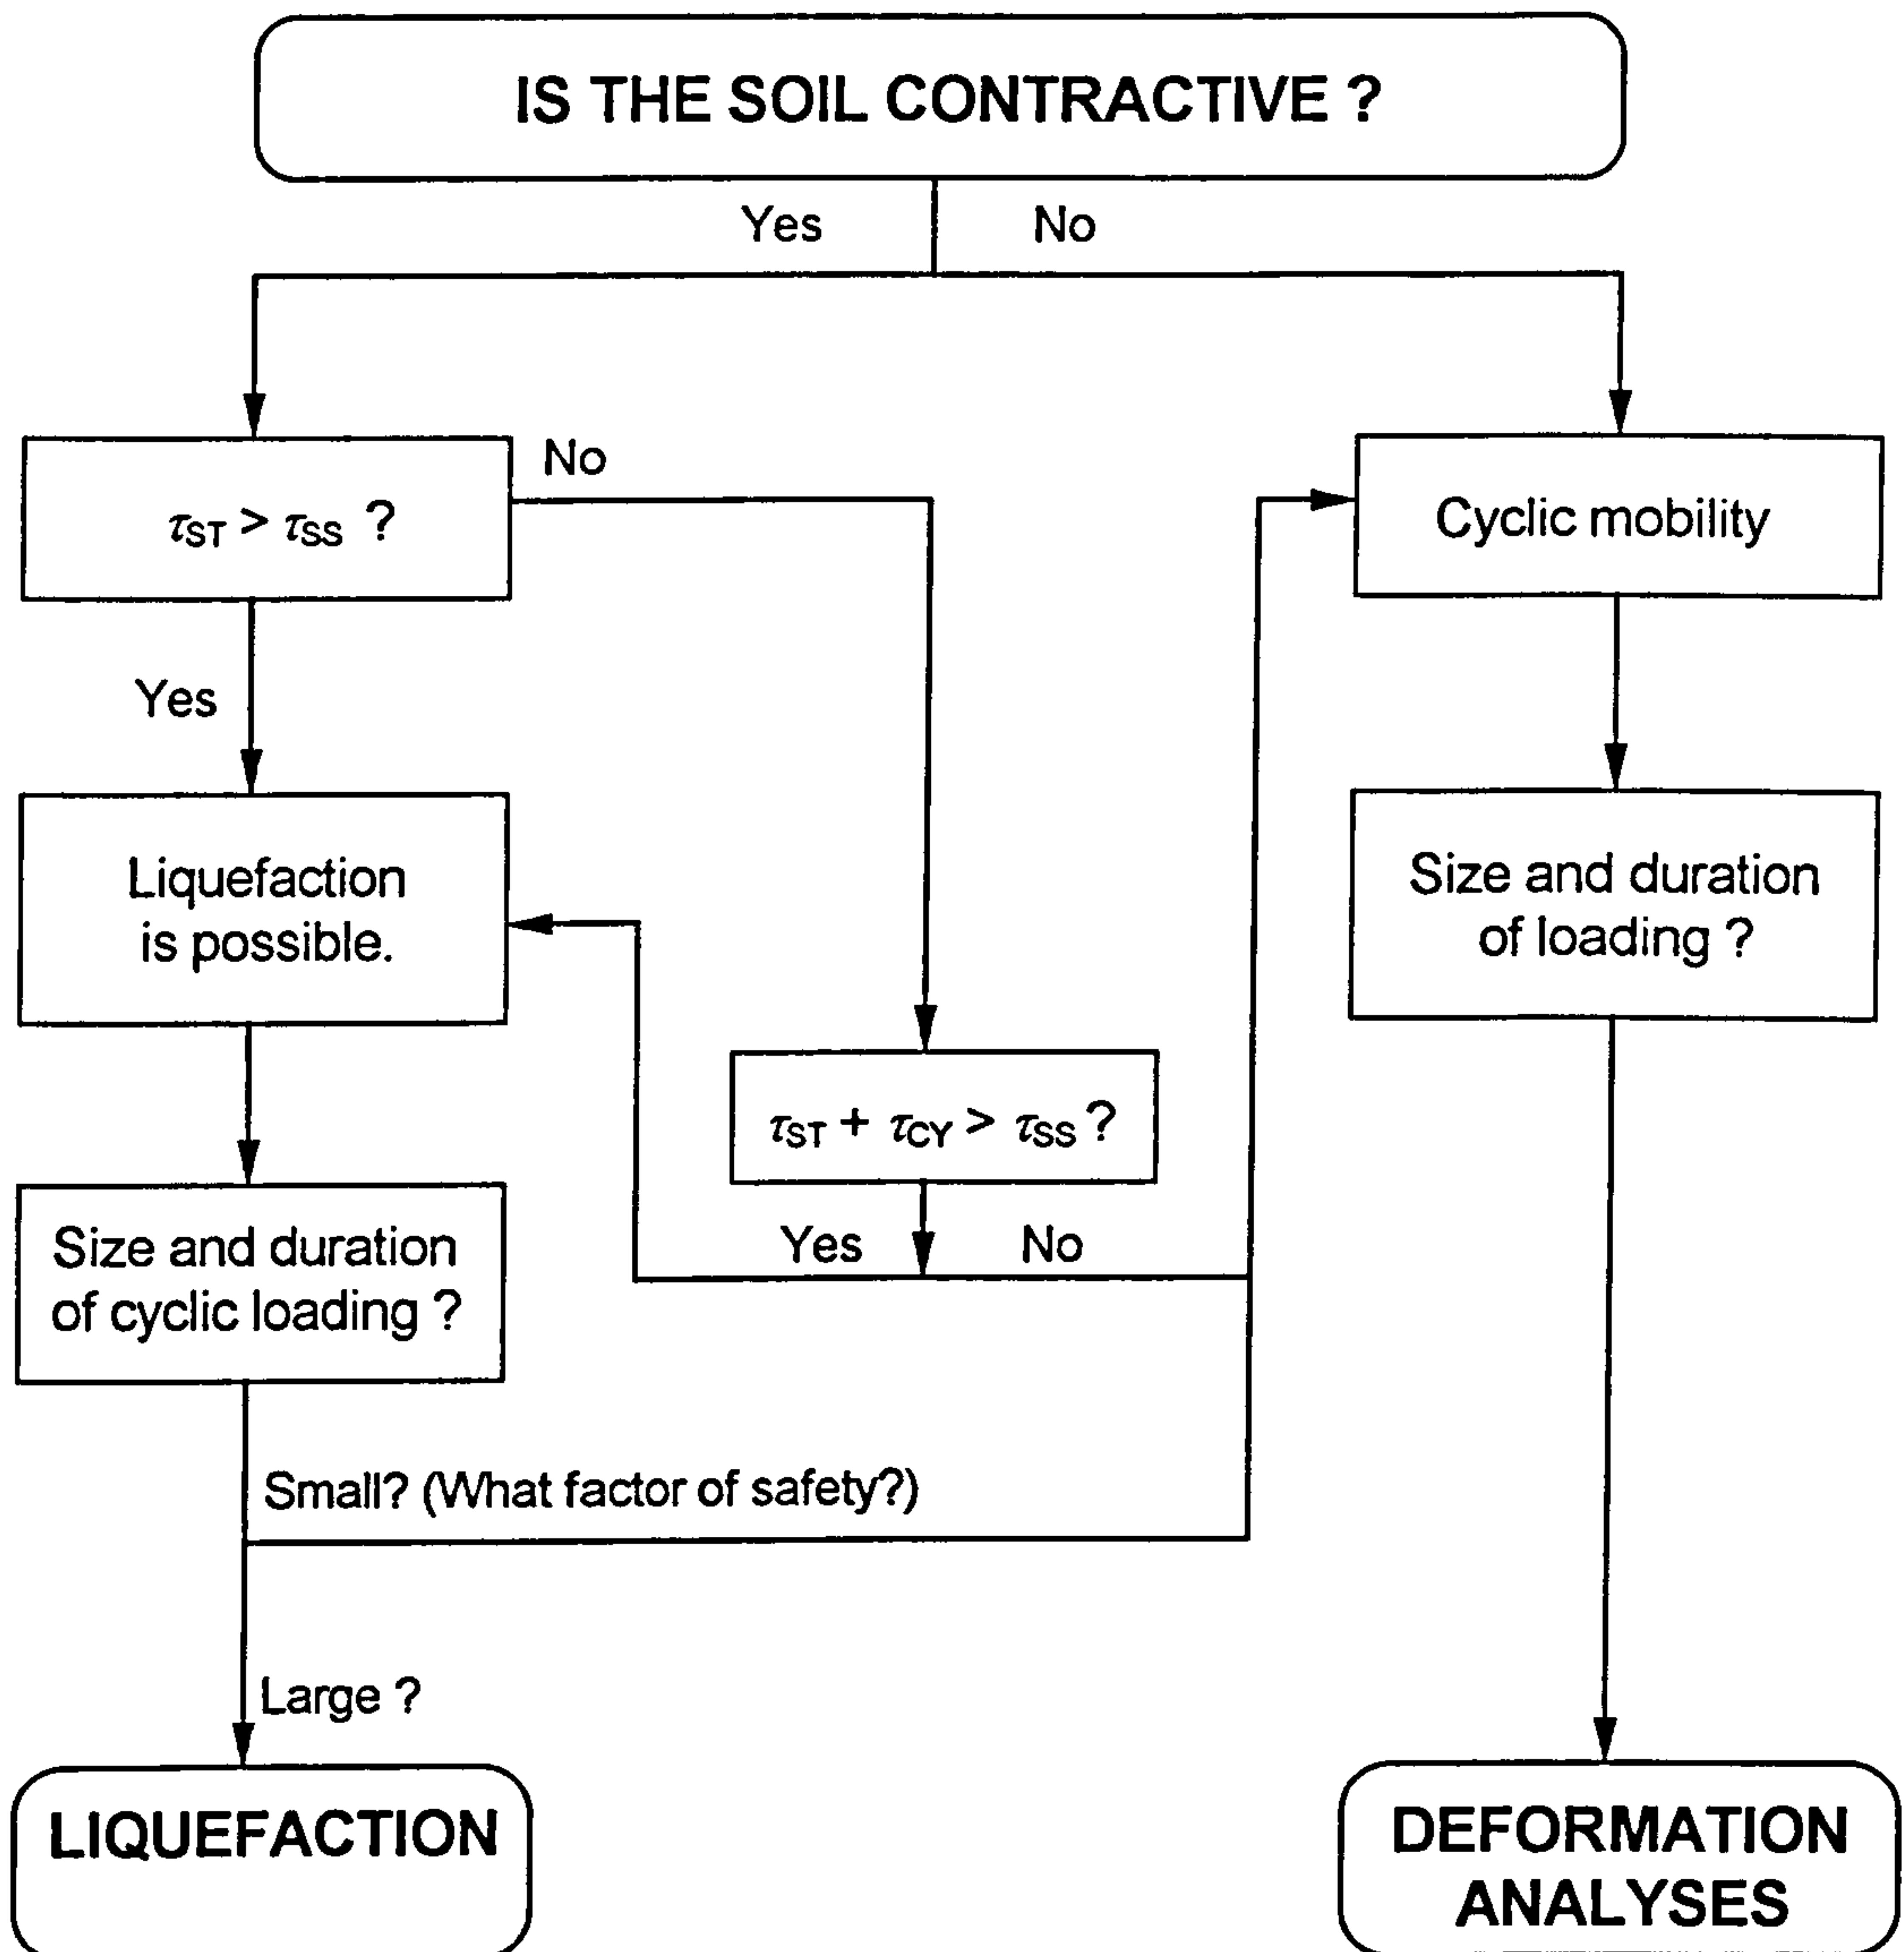 IS THE SOIL CONTRACTIVE ?
Yes No
τST > τSS ?
No
Cyclic mobility
Yes
Liquefaction
is possible.
Size and duration
of loading ?
τST + τCY > τSS ?
Yes No
Size and duration
of cyclic loading ?
Small? (What factor of safety?)
Large ?
LIQUEFACTION
DEFORMATION
ANALYSES